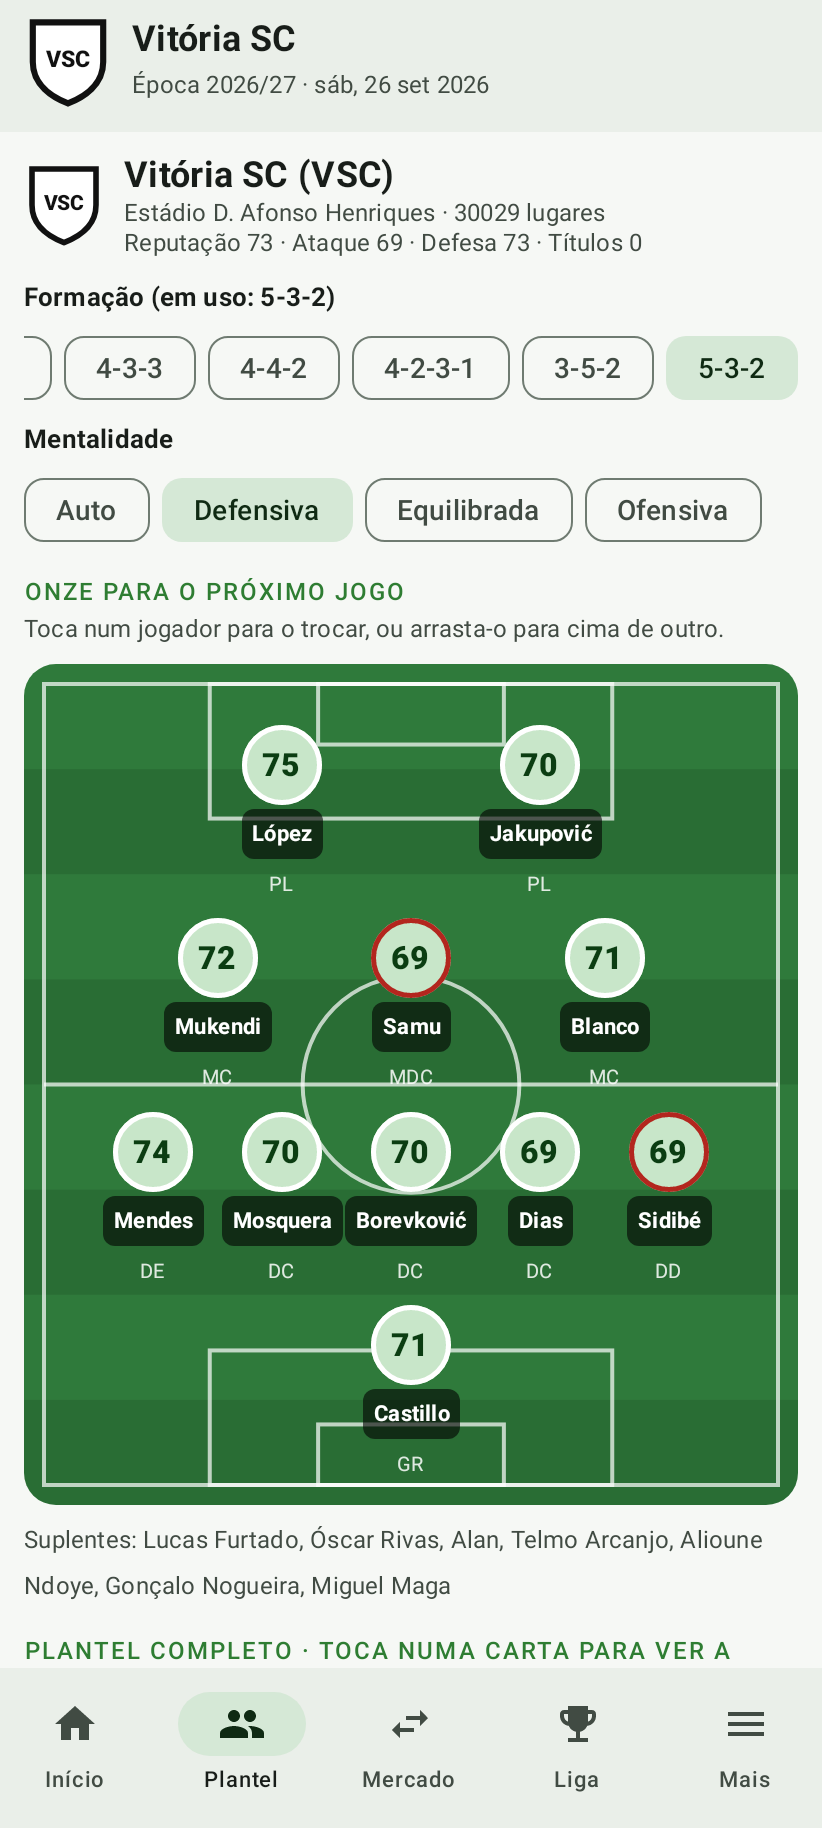 VSC
Vitória SC
Época 2026/27 · sáb, 26 set 2026
VSC
Vitória SC (VSC)
Estádio D. Afonso Henriques · 30029 lugares
Reputação 73 · Ataque 69 · Defesa 73 · Títulos 0
Formação (em uso: 5-3-2)
4-3-3 4-4-2 4-2-3-1 3-5-2 5-3-2
Mentalidade
Auto Defensiva Equilibrada Ofensiva
ONZE PARA O PRÓXIMO JOGO
Toca num jogador para o trocar, ou arrasta-o para cima de outro.
75 70
López Jakupović
PL PL
72 69 71
Mukendi Samu Blanco
MC MDC MC
74 70 70 69 69
Mendes Mosquera Borevković Dias Sidibé
DE DC DC DC DD
71
Castillo
GR
Suplentes: Lucas Furtado, Óscar Rivas, Alan, Telmo Arcanjo, Alioune
Ndoye, Gonçalo Nogueira, Miguel Maga
PLANTEL COMPLETO · TOCA NUMA CARTA PARA VER A
Início Plantel Mercado Liga Mais